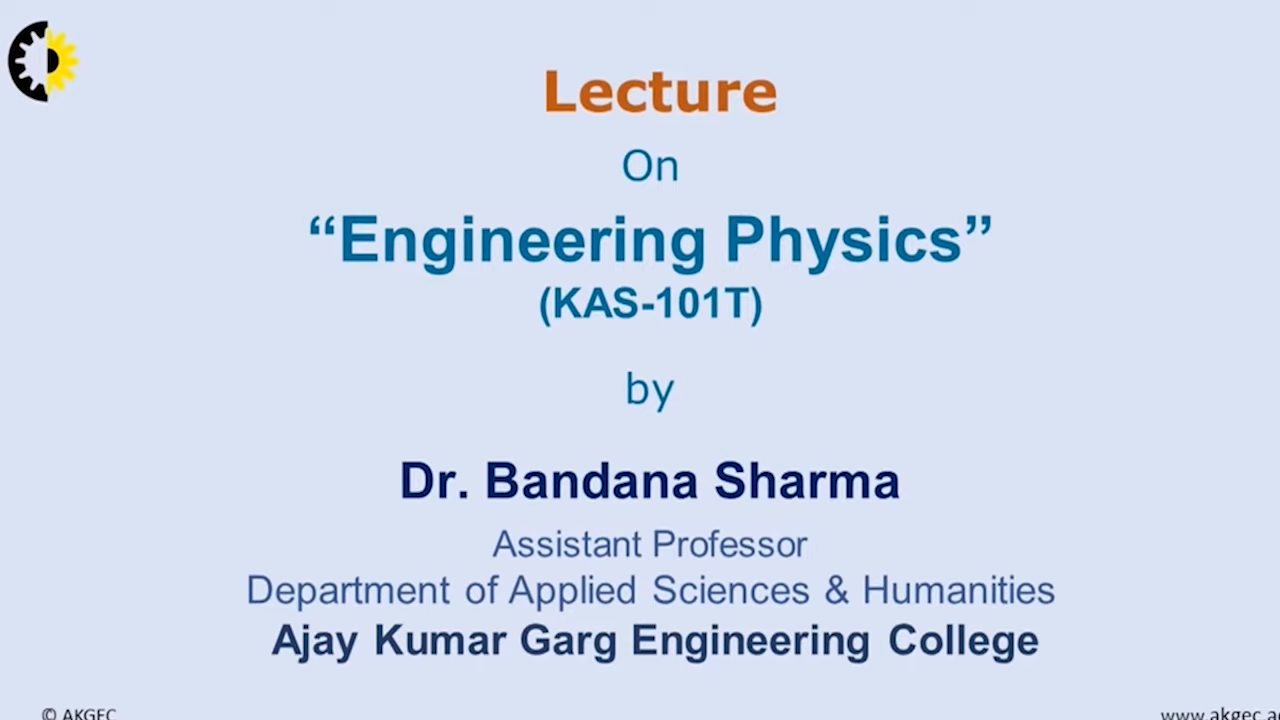 Lecture
On
“Engineering Physics”
(KAS-101T)
by
Dr. Bandana Sharma
Assistant Professor
Department of Applied Sciences & Humanities
Ajay Kumar Garg Engineering College
© AKGEC